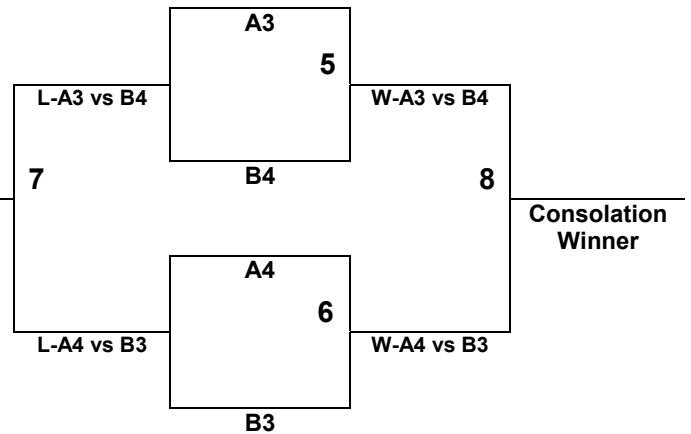 A3
5
L-A3 vs B4
W-A3 vs B4
B4
7
8
Consolation
Winner
A4
6
L-A4 vs B3
W-A4 vs B3
B3